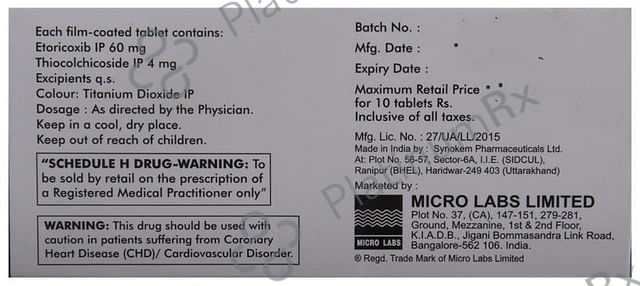 Each film-coated tablet contains:
Etoricoxib IP 60 mg
Thiocolchicoside IP 4 mg
Excipients q.s.
Colour: Titanium Dioxide IP
Dosage : As directed by the Physician.
Keep in a cool, dry place.
Keep out of reach of children.
"SCHEDULE H DRUG-WARNING: To
be sold by retail on the prescription of
a Registered Medical Practitioner only"
WARNING: This drug should be used with
caution in patients suffering from Coronary
Heart Disease (CHD)/ Cardiovascular Disorder.
Batch No. :
Mfg. Date :
Expiry Date :
Maximum Retail Price
for 10 tablets Rs.
Inclusive of all taxes.
Mfg. Lic. No. : 27/UA/LL/2015
Made in India by : Synokem Pharmaceuticals Ltd.
At: Plot No. 56-57, Sector-6A, I.I.E. (SIDCUL),
Ranipur (BHEL), Haridwar-249 403 (Uttarakhand)
Marketed by :
MICRO LABS
MICRO LABS LIMITED
Plot No. 37, (CA), 147-151, 279-281,
Ground, Mezzanine, 1st & 2nd Floor,
K.I.A.D.B., Jigani Bommasandra Link Road,
Bangalore-562 106. India.
® Regd. Trade Mark of Micro Labs Limited
PlatinumRx